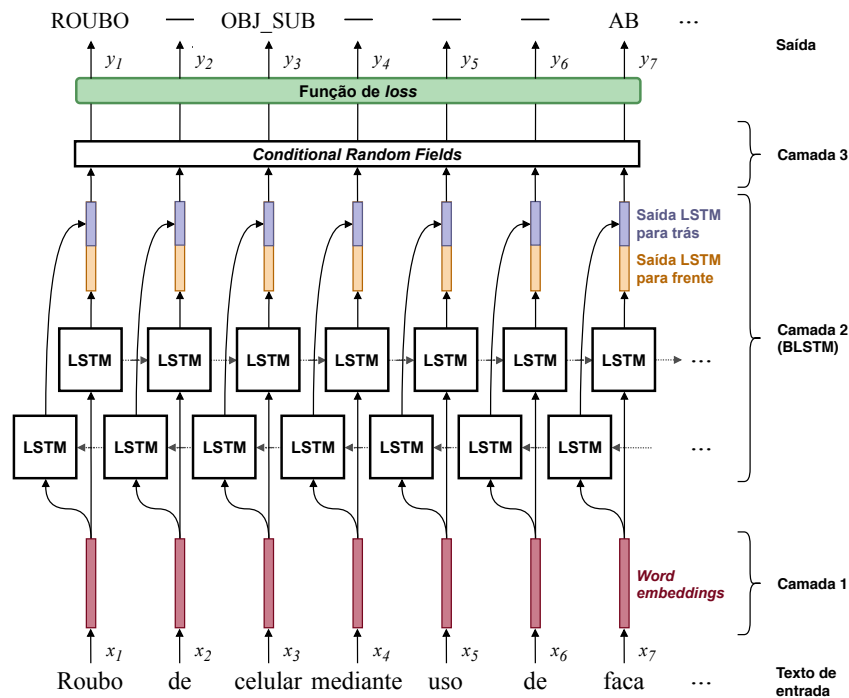 ROUBO — OBJ_SUB — — — AB ...
Saída
y1 y2 y3 y4 y5 y6 y7
Função de loss
Conditional Random Fields
Camada 3
Saída LSTM
para trás
Saída LSTM
para frente
Camada 2
(BLSTM)
LSTM LSTM LSTM LSTM LSTM LSTM LSTM ...
LSTM LSTM LSTM LSTM LSTM LSTM LSTM ...
Word
embeddings
Camada 1
x1 x2 x3 x4 x5 x6 x7
Roubo de celular mediante uso de faca ...
Texto de
entrada